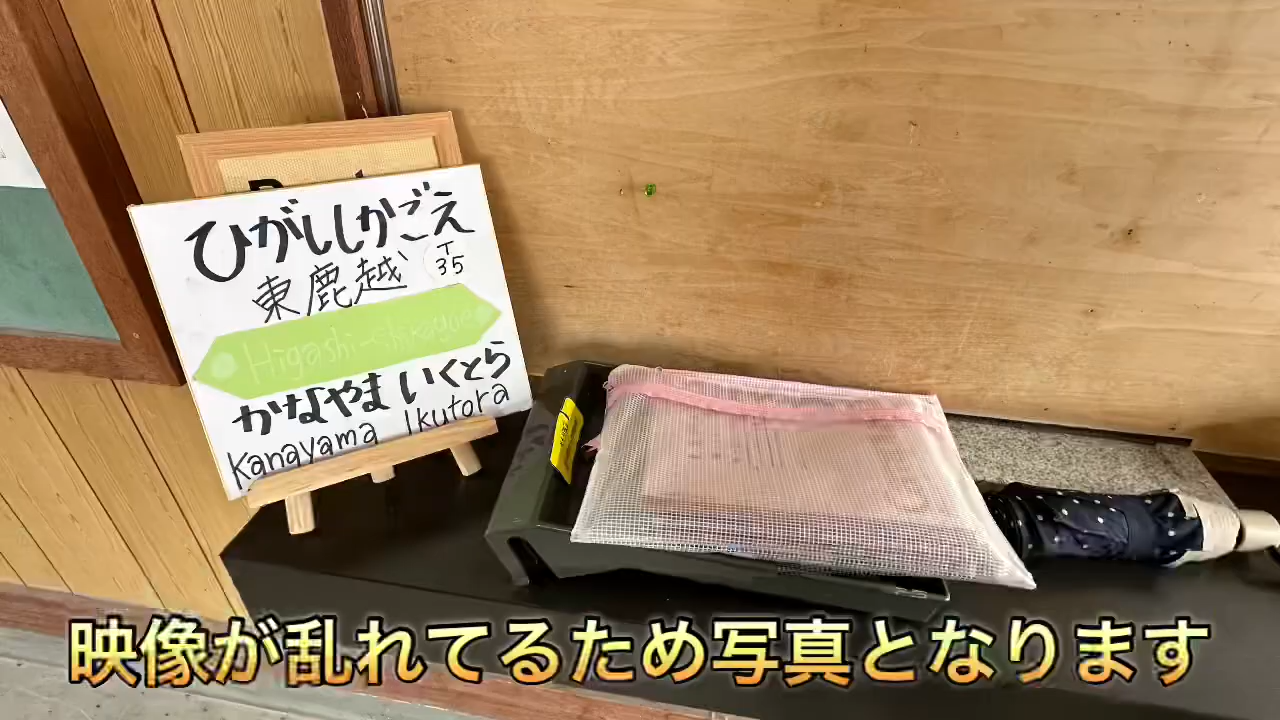 ひがししかごえ
東鹿越
T
35
Higashi-Shikagoe
かなやま いくとら
Kanayama Ikutora
映像が乱れてるため写真となります